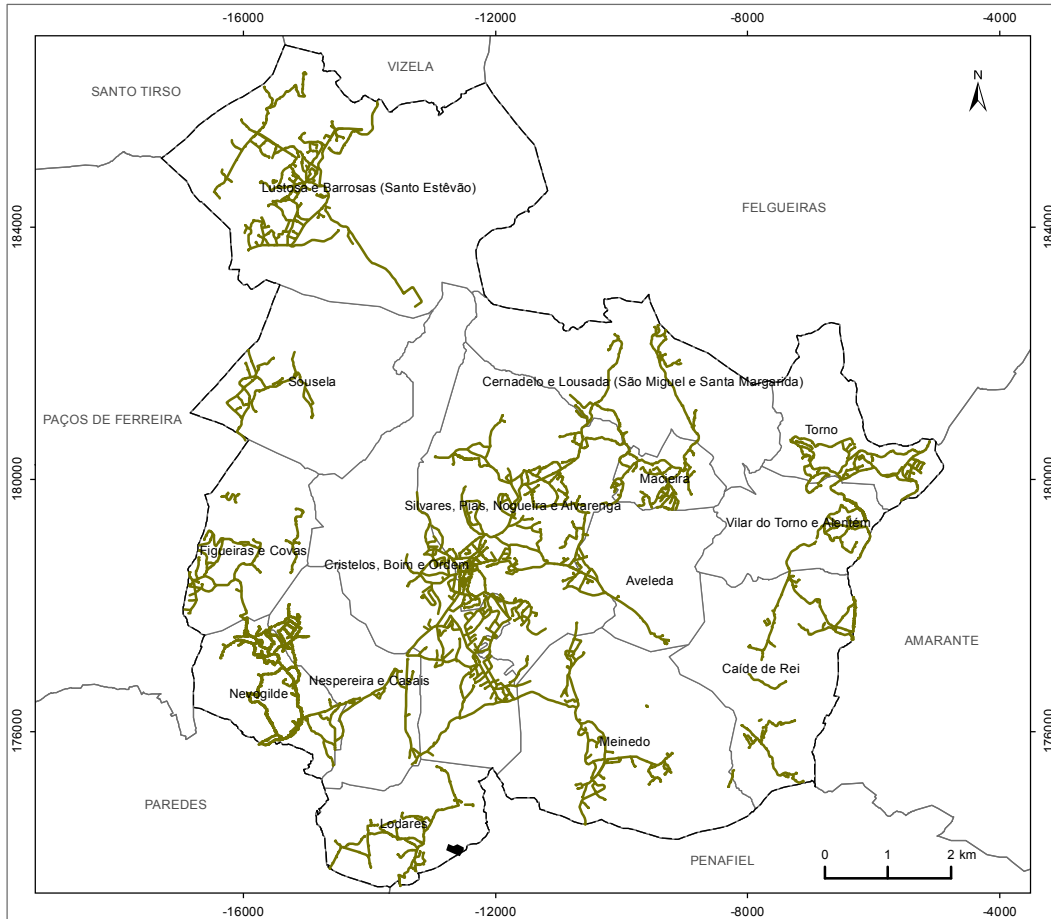 -16000
-12000
-8000
-4000
VIZELA
SANTO TIRSO
N
Lustosa e Barrosas (Santo Estêvão)
FELGUEIRAS
184000
184000
Sousela
Cernadelo e Lousada (São Miguel e Santa Margarida)
PAÇOS DE FERREIRA
Torno
180000
180000
Macieira
Silvares, Pias, Nogueira e Alvarenga
Vilar do Torno e Alentém
Figueiras e Covas
Cristelos, Boim e Ordem
Aveleda
AMARANTE
Caíde de Rei
Nespereira e Casais
Nevogilde
176000
176000
Meinedo
PAREDES
Lodares
PENAFIEL
0 1 2 km
-16000
-12000
-8000
-4000